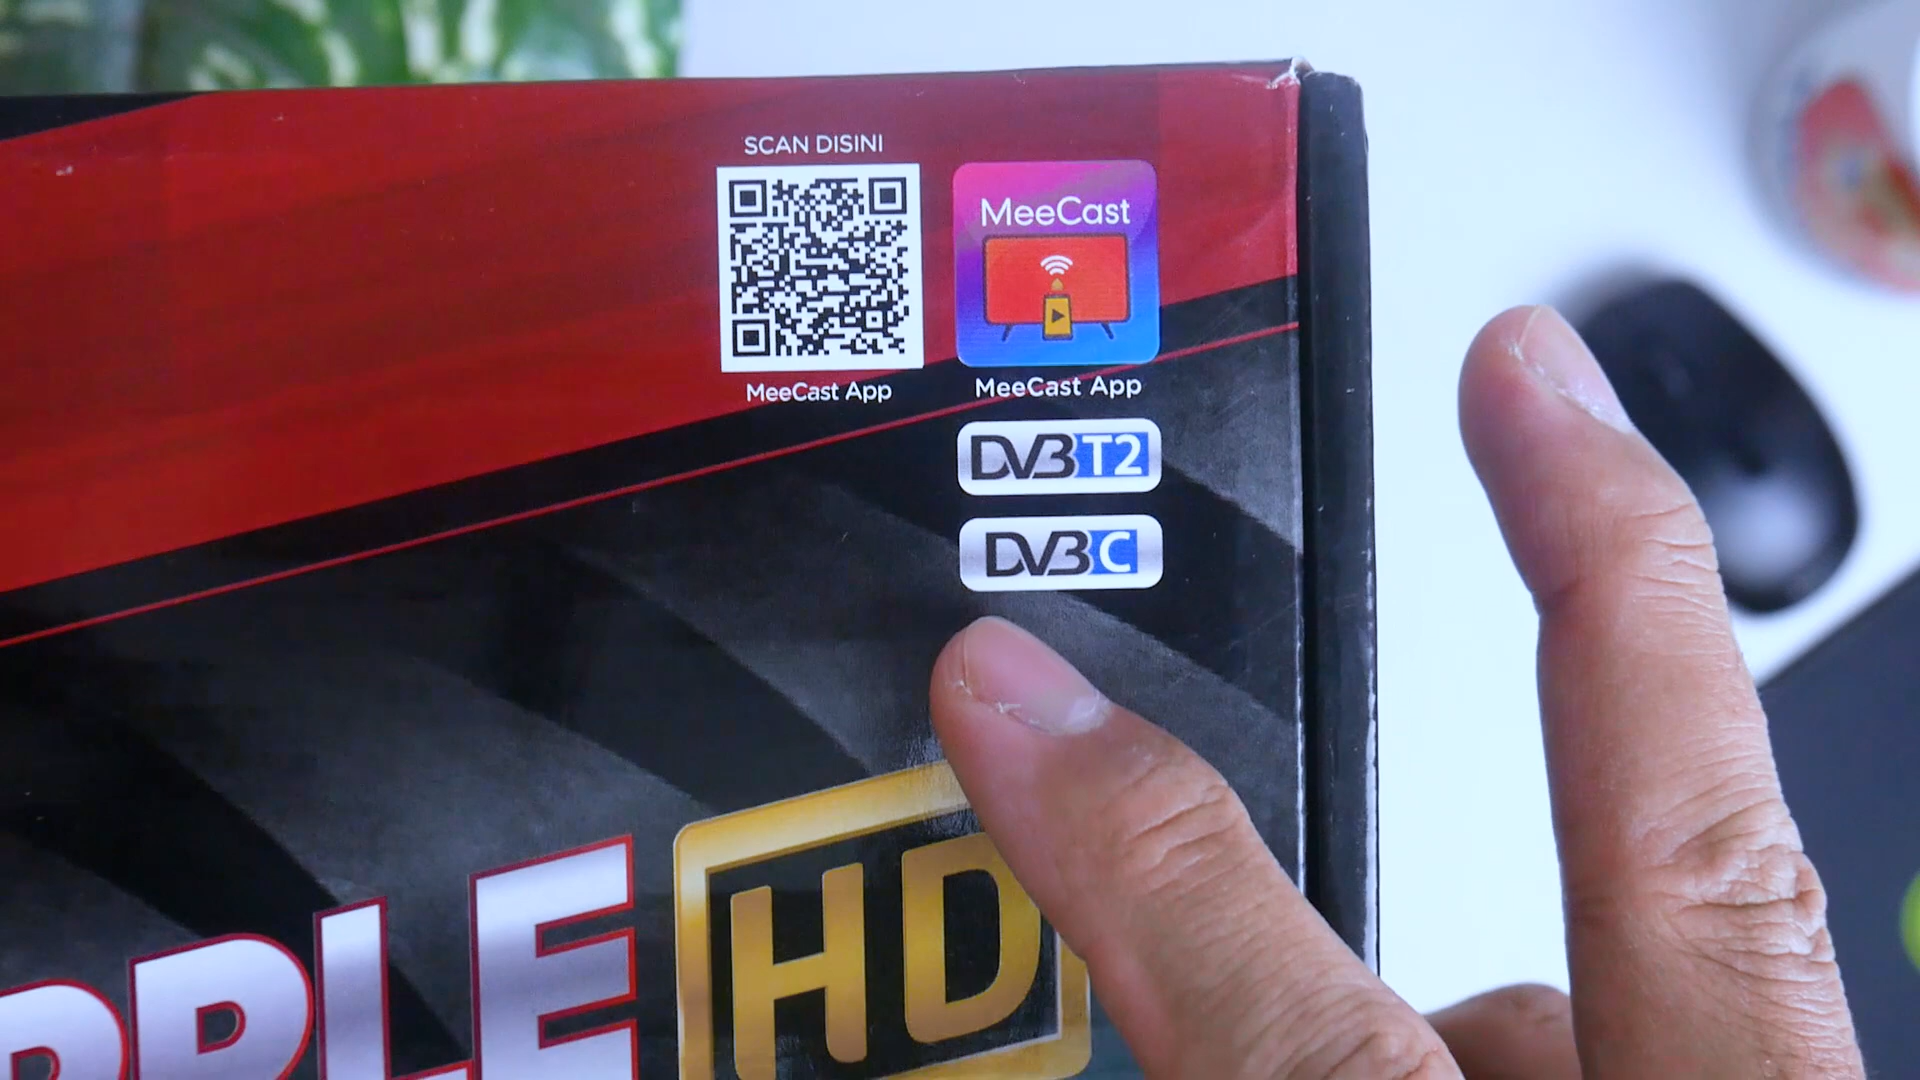 SCAN DISINI
MeeCast
MeeCast App
MeeCast App
DVB T2
DVB C
HD